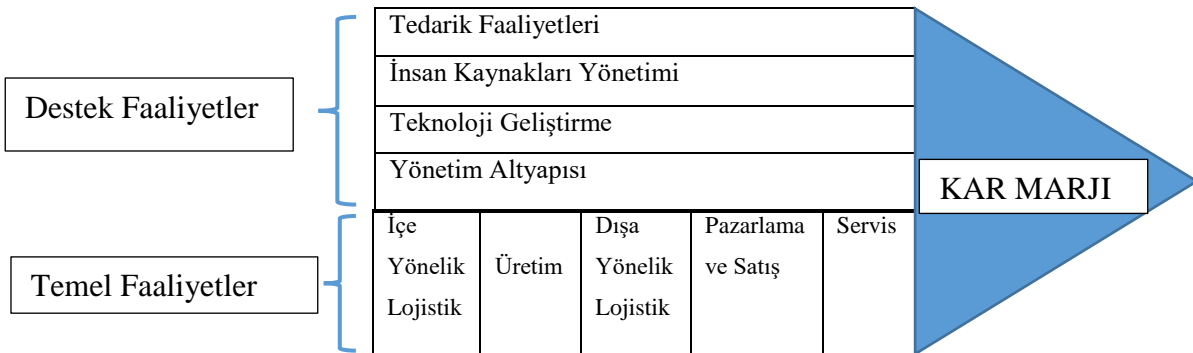 Destek Faaliyetler
Tedarik Faaliyetleri
İnsan Kaynakları Yönetimi
Teknoloji Geliştirme
Yönetim Altyapısı
KAR MARJI
Temel Faaliyetler
İçe
Yönelik
Lojistik
Üretim
Dışa
Yönelik
Lojistik
Pazarlama
ve Satış
Servis